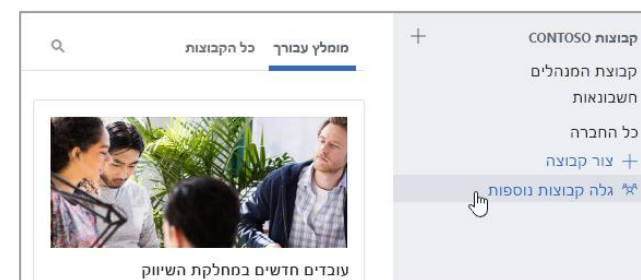 קבוצות CONTOSO
קבוצת המנהלים
חשבונאות
כל החברה
צור קבוצה
גלה קבוצות נוספות
מומלץ עבורך
כל הקבוצות
עובדים חדשים במחלקת השיווק